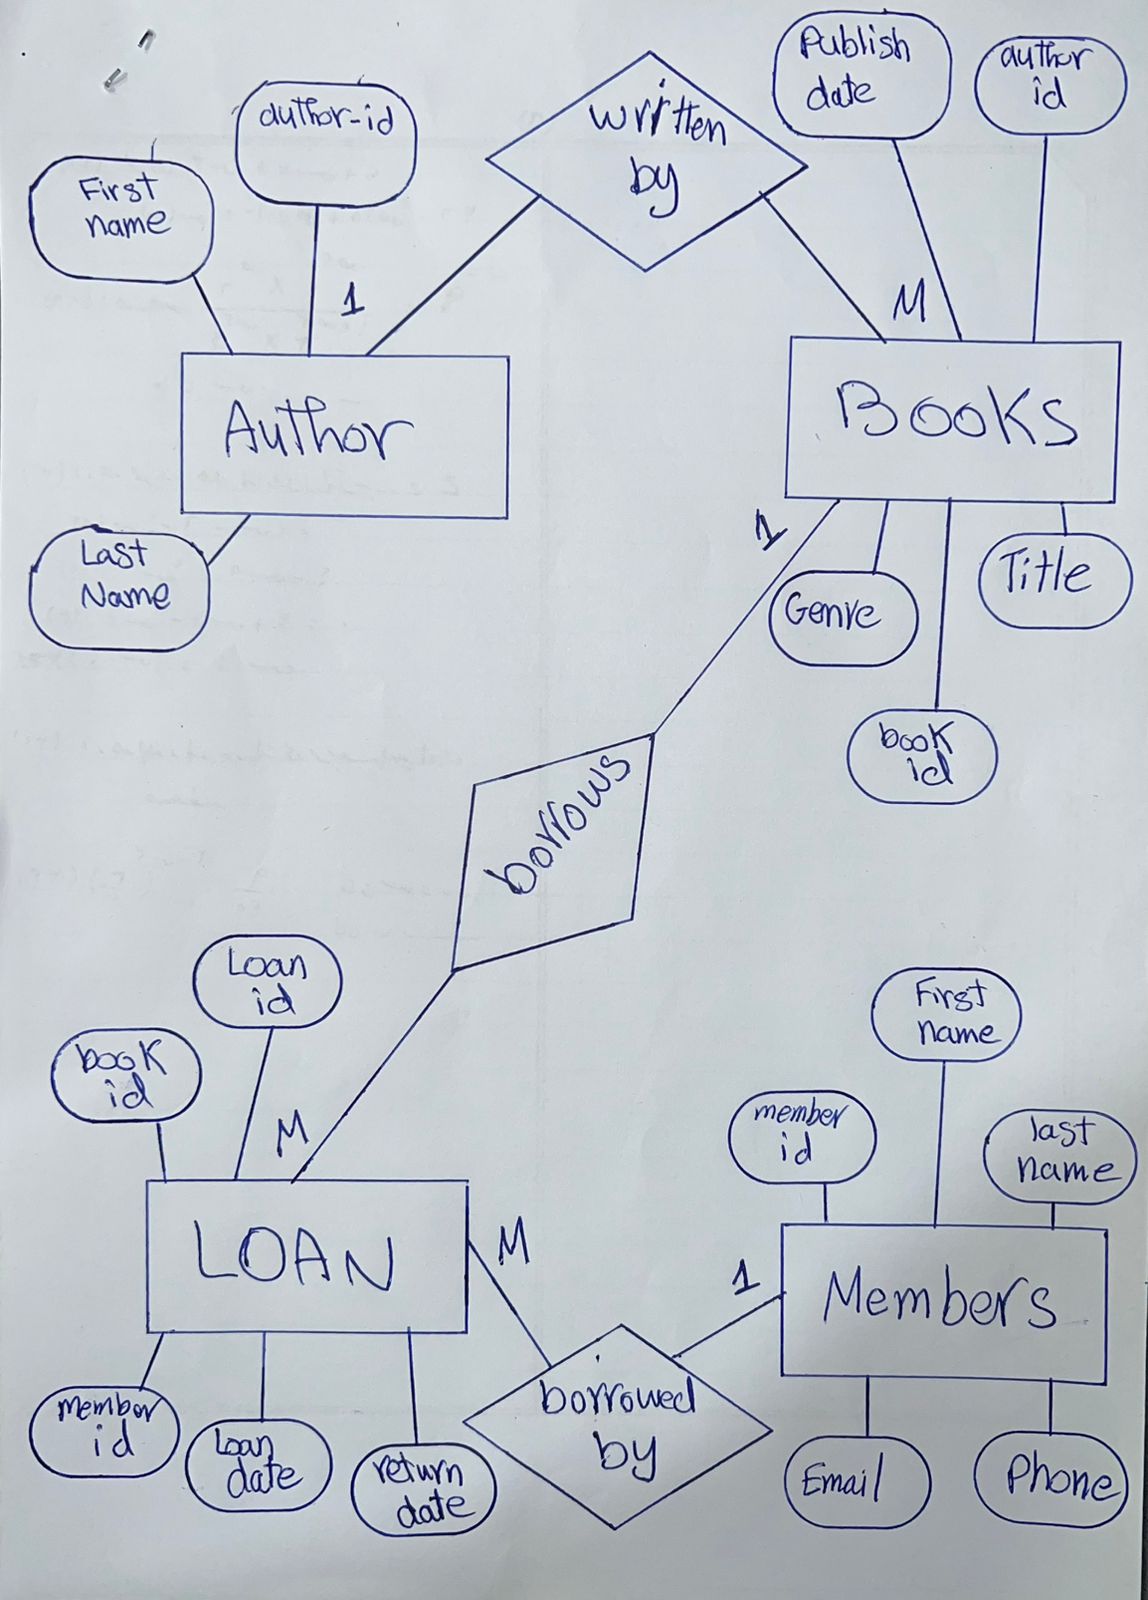 Publish
date
author
id
author-id
written
by
First
name
1
M
Author
Books
Last
Name
1
Genre
Title
book
id
borrows
Loan
id
book
id
First
name
member
id
last
name
M
LOAN
M
1
Members
member
id
Loan
date
return
date
borrowed
by
Email
Phone